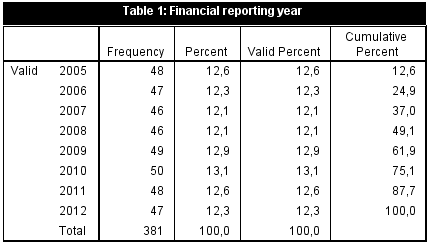 Table 1: Financial reporting year
Frequency Percent Valid Percent Cumulative Percent
Valid 2005 48 12,6 12,6 12,6
2006 47 12,3 12,3 24,9
2007 46 12,1 12,1 37,0
2008 46 12,1 12,1 49,1
2009 49 12,9 12,9 61,9
2010 50 13,1 13,1 75,1
2011 48 12,6 12,6 87,7
2012 47 12,3 12,3 100,0
Total 381 100,0 100,0